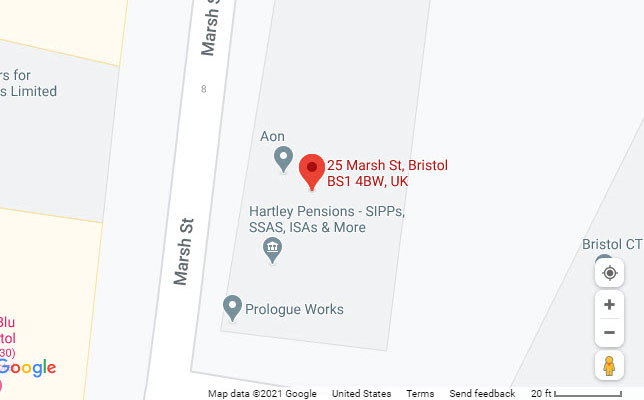 Marsh S
rs for
s Limited
8
Aon
25 Marsh St, Bristol
BS1 4BW, UK
Hartley Pensions - SIPPs,
SSAS, ISAs & More
Marsh St
Bristol CT
Prologue Works
Blu
tol
30)
Google
Map data ©2021 Google
United States
Terms
Send feedback
20 ft